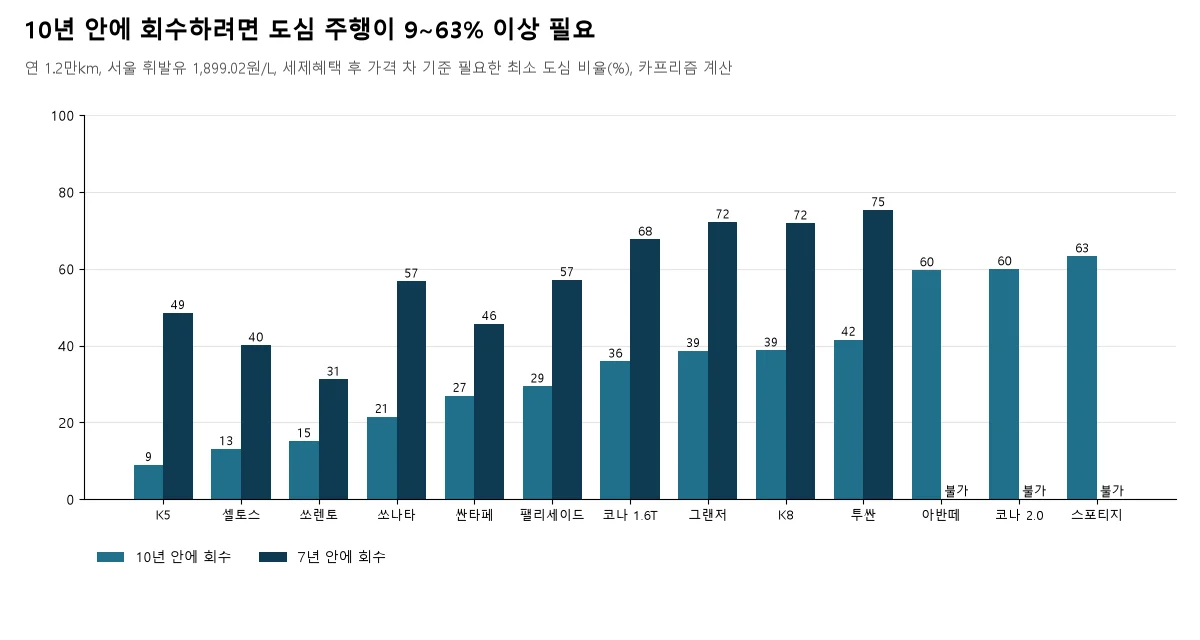 10년 안에 회수하려면 도심 주행이 9~63% 이상 필요
연 1.2만km, 서울 휘발유 1,899.02원/L, 세제혜택 후 가격 차 기준 필요한 최소 도심 비율(%), 카프리즘 계산
100
80
60
40
20
0
9
49
13
40
15
31
21
57
27
46
29
57
36
68
39
72
39
72
42
75
60
불가
60
불가
63
불가
K5
셀토스
쏘렌토
쏘나타
싼타페
팰리세이드
코나 1.6T
그랜저
K8
투싼
아반떼
코나 2.0
스포티지
10년 안에 회수
7년 안에 회수